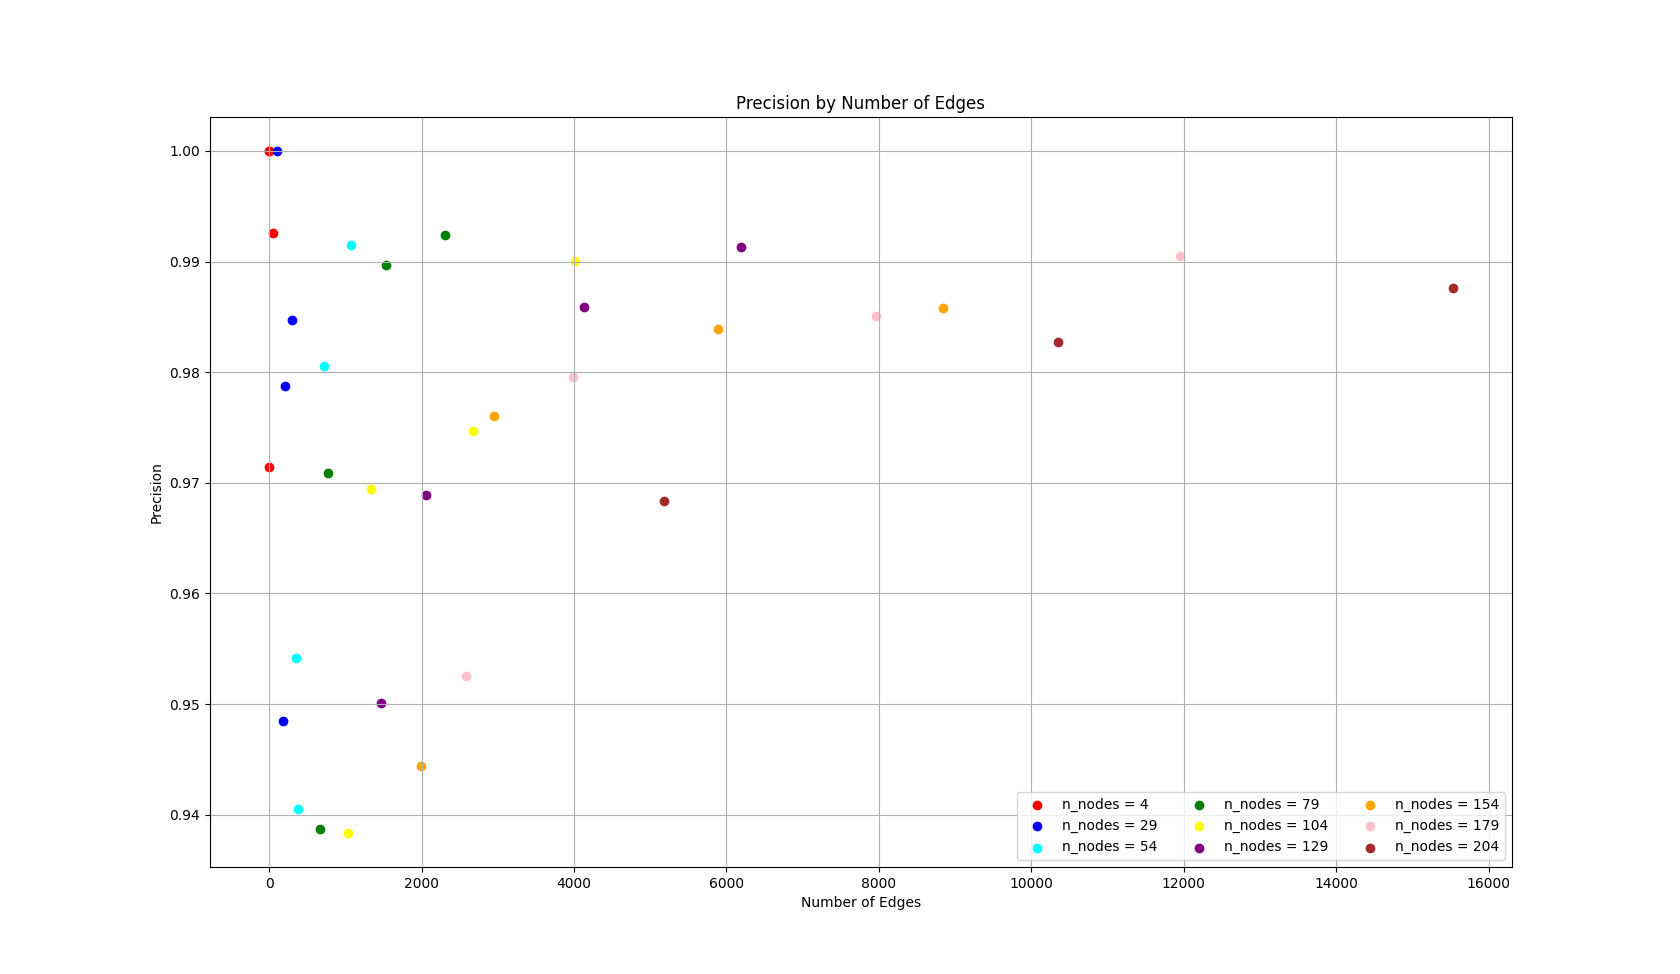 Precision by Number of Edges
1.00
0.99
0.98
0.97
0.96
0.95
0.94
Precision
n_nodes = 4
n_nodes = 29
n_nodes = 54
n_nodes = 79
n_nodes = 104
n_nodes = 129
n_nodes = 154
n_nodes = 179
n_nodes = 204
0 2000 4000 6000 8000 10000 12000 14000 16000
Number of Edges